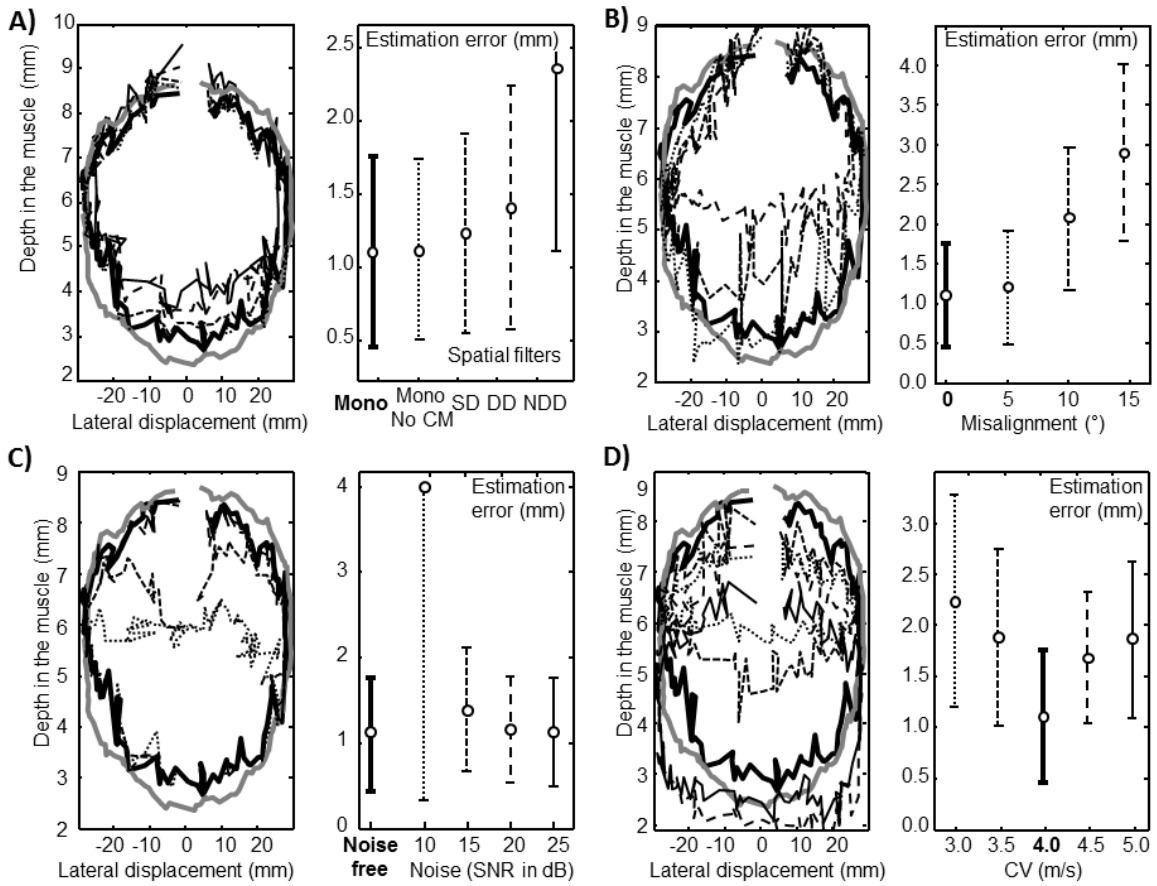 A)
Depth in the muscle (mm)
10
9
8
7
6
5
4
3
2
-20 -10 0 10 20
Lateral displacement (mm)
Estimation error (mm)
2.5
2.0
1.5
1.0
0.5
Spatial filters
Mono Mono SD DD NDD
No CM
B)
Depth in the muscle (mm)
9
8
7
6
5
4
3
2
-20 -10 0 10 20
Lateral displacement (mm)
Estimation error (mm)
4.0
3.5
3.0
2.5
2.0
1.5
1.0
0.5
0.0
0 5 10 15
Misalignment (°)
C)
Depth in the muscle (mm)
9
8
7
6
5
4
3
2
-20 -10 0 10 20
Lateral displacement (mm)
Estimation
error (mm)
4
2
1
0
Noise 10 15 20 25
free Noise (SNR in dB)
D)
Depth in the muscle (mm)
9
8
7
6
5
4
3
2
-20 -10 0 10 20
Lateral displacement (mm)
Estimation
error (mm)
3.0
2.5
2.0
1.5
1.0
0.5
0.0
3.0 3.5 4.0 4.5 5.0
CV (m/s)